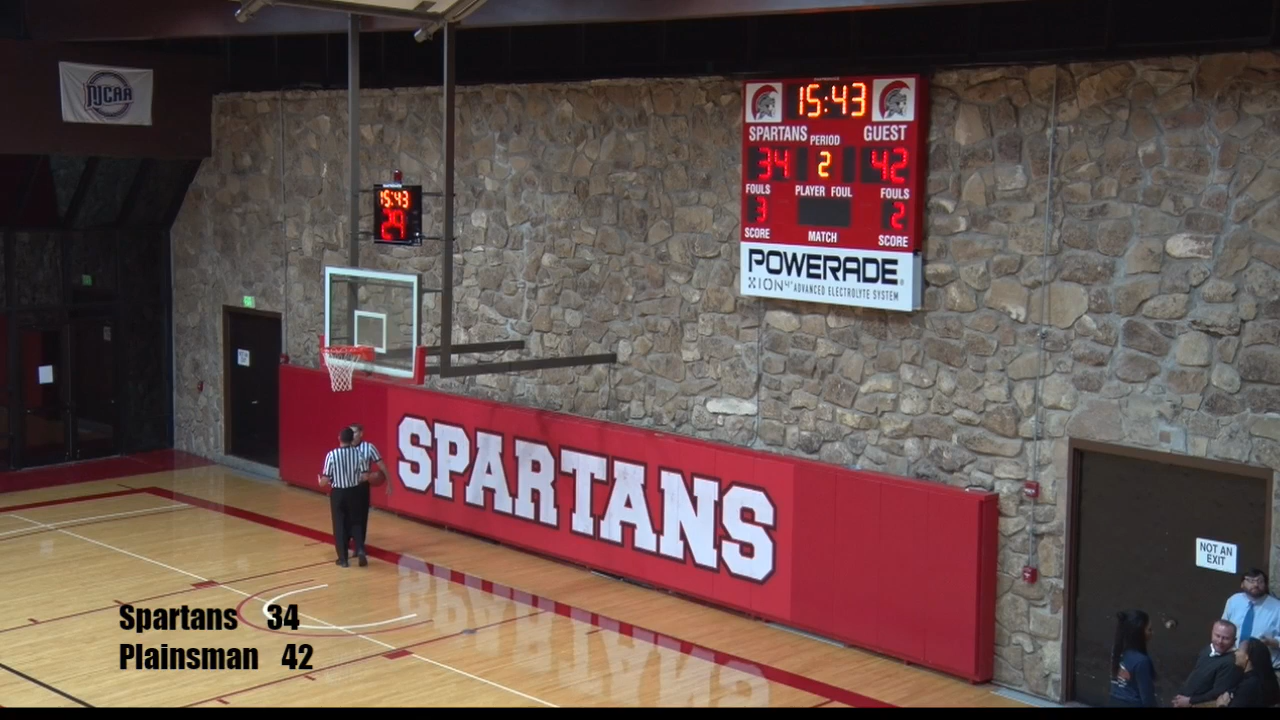 NJCAA
15:43
SPARTANS PERIOD GUEST
34 2 42
FOULS PLAYER FOUL FOULS
3 2
SCORE MATCH SCORE
POWERADE
ION4 ADVANCED ELECTROLYTE SYSTEM
15:43
29
SPARTANS
NOT AN
EXIT
Spartans 34
Plainsman 42